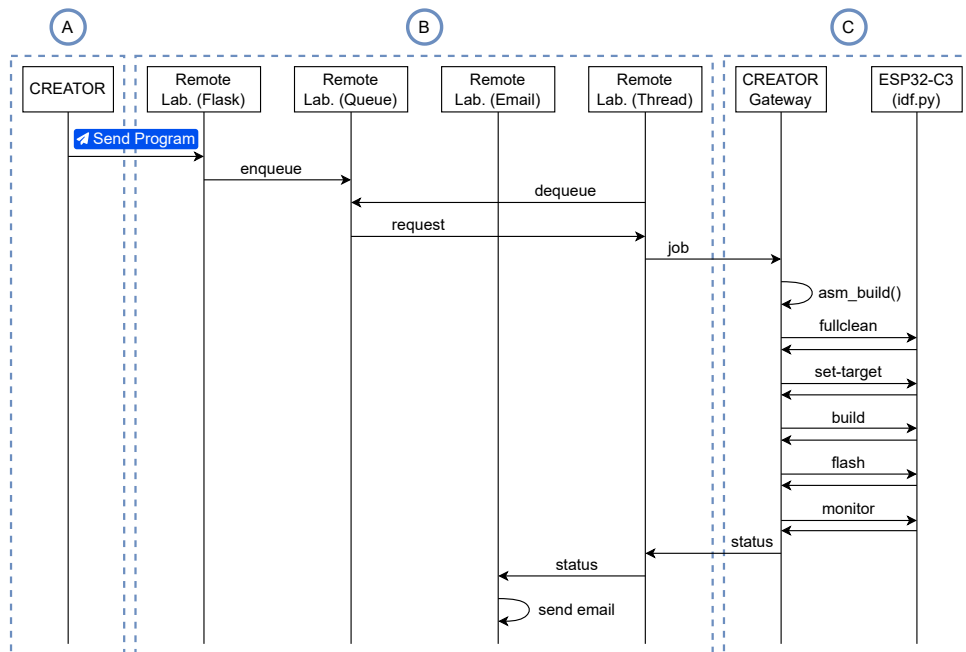 A
B
C
CREATOR
Remote
Lab. (Flask)
Remote
Lab. (Queue)
Remote
Lab. (Email)
Remote
Lab. (Thread)
CREATOR
Gateway
ESP32-C3
(idf.py)
Send Program
enqueue
dequeue
request
job
asm_build()
fullclean
set-target
build
flash
monitor
status
status
send email